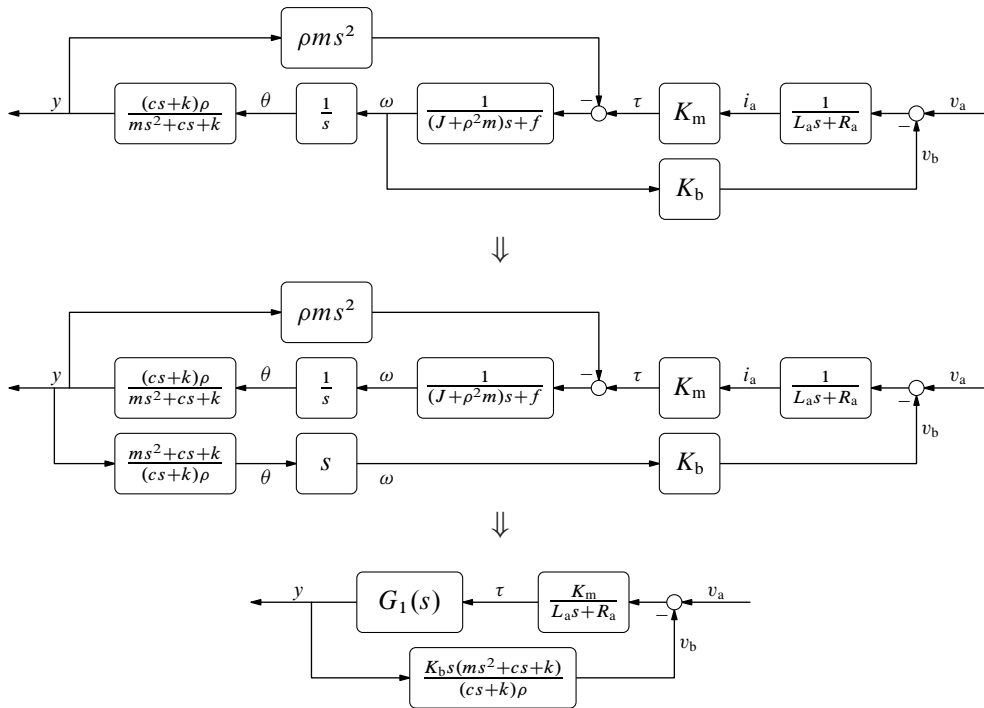 ρms²
y (cs+k)ρ/(ms²+cs+k) θ 1/s ω 1/((J+ρ²m)s+f) − τ K_m i_a 1/(L_a s+R_a) − v_a
K_b v_b
⇓
ρms²
y (cs+k)ρ/(ms²+cs+k) θ 1/s ω 1/((J+ρ²m)s+f) − τ K_m i_a 1/(L_a s+R_a) − v_a
(ms²+cs+k)/((cs+k)ρ) θ s ω K_b v_b
⇓
y G₁(s) τ K_m/(L_a s+R_a) − v_a
K_b s(ms²+cs+k)/((cs+k)ρ) v_b